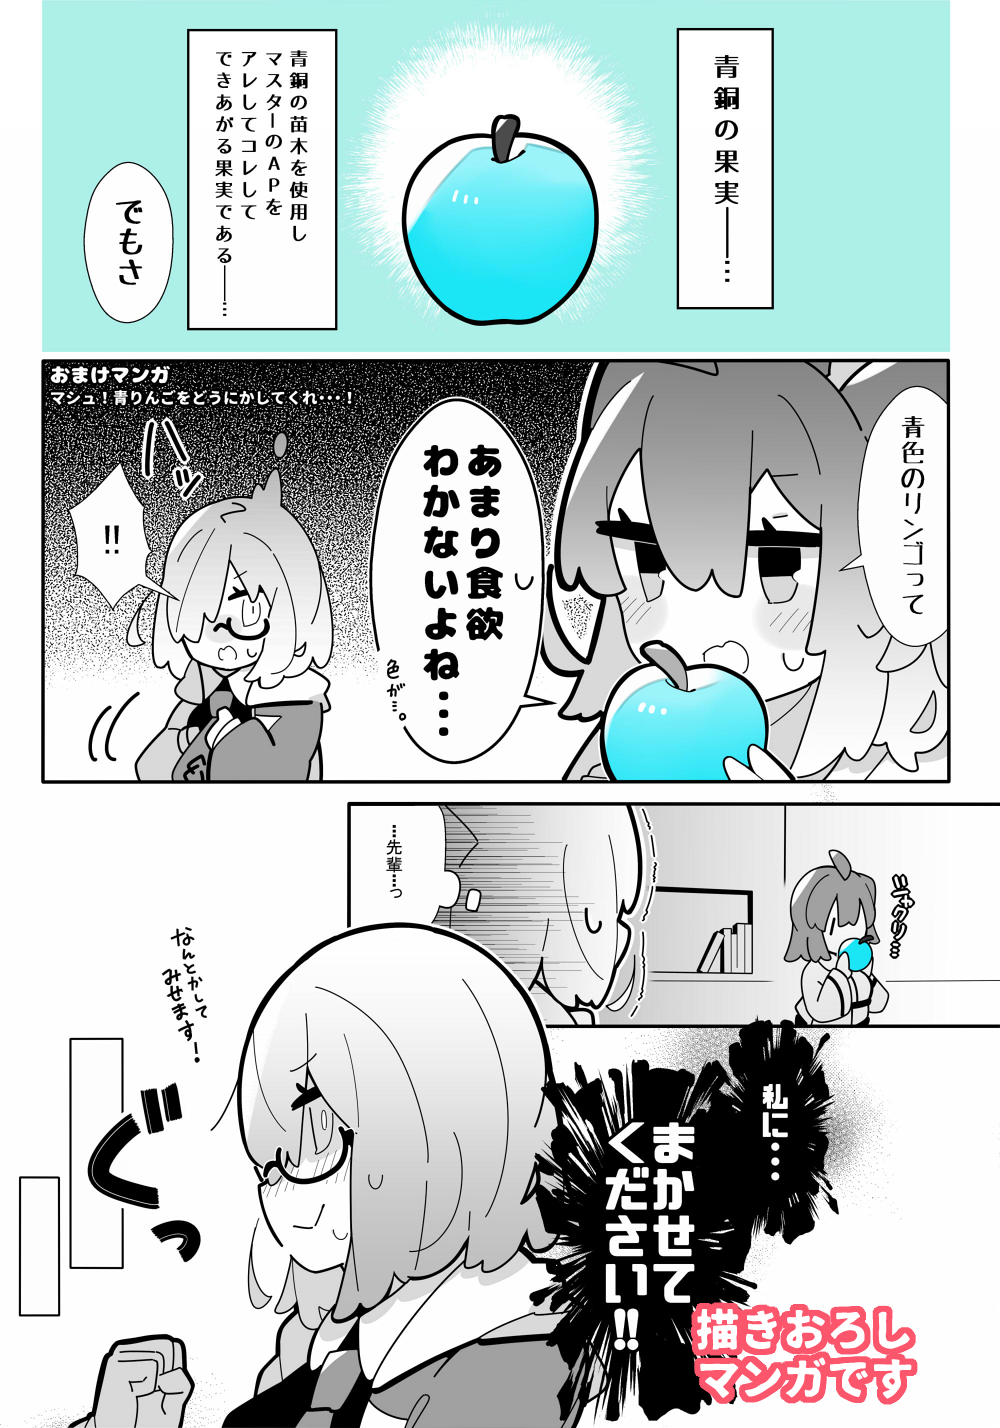 青銅の果実――…
青銅の苗木を使用し
マスターのAPを
アレしてコレして
できあがる果実である――…
でもさ
おまけマンガ
マシュ！青りんごをどうにかしてくれ・・・！
青色のリンゴって
あまり食欲
わかないよね・・・
色が…。
ハッ
!!
シャクリ…
…先輩…っ
なんとかして
みせます！
私に・・・
まかせて
ください!!
ぐっ
描きおろし
マンガです